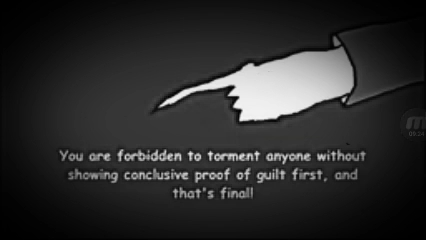 You are forbidden to torment anyone without
showing conclusive proof of guilt first, and
that's final!